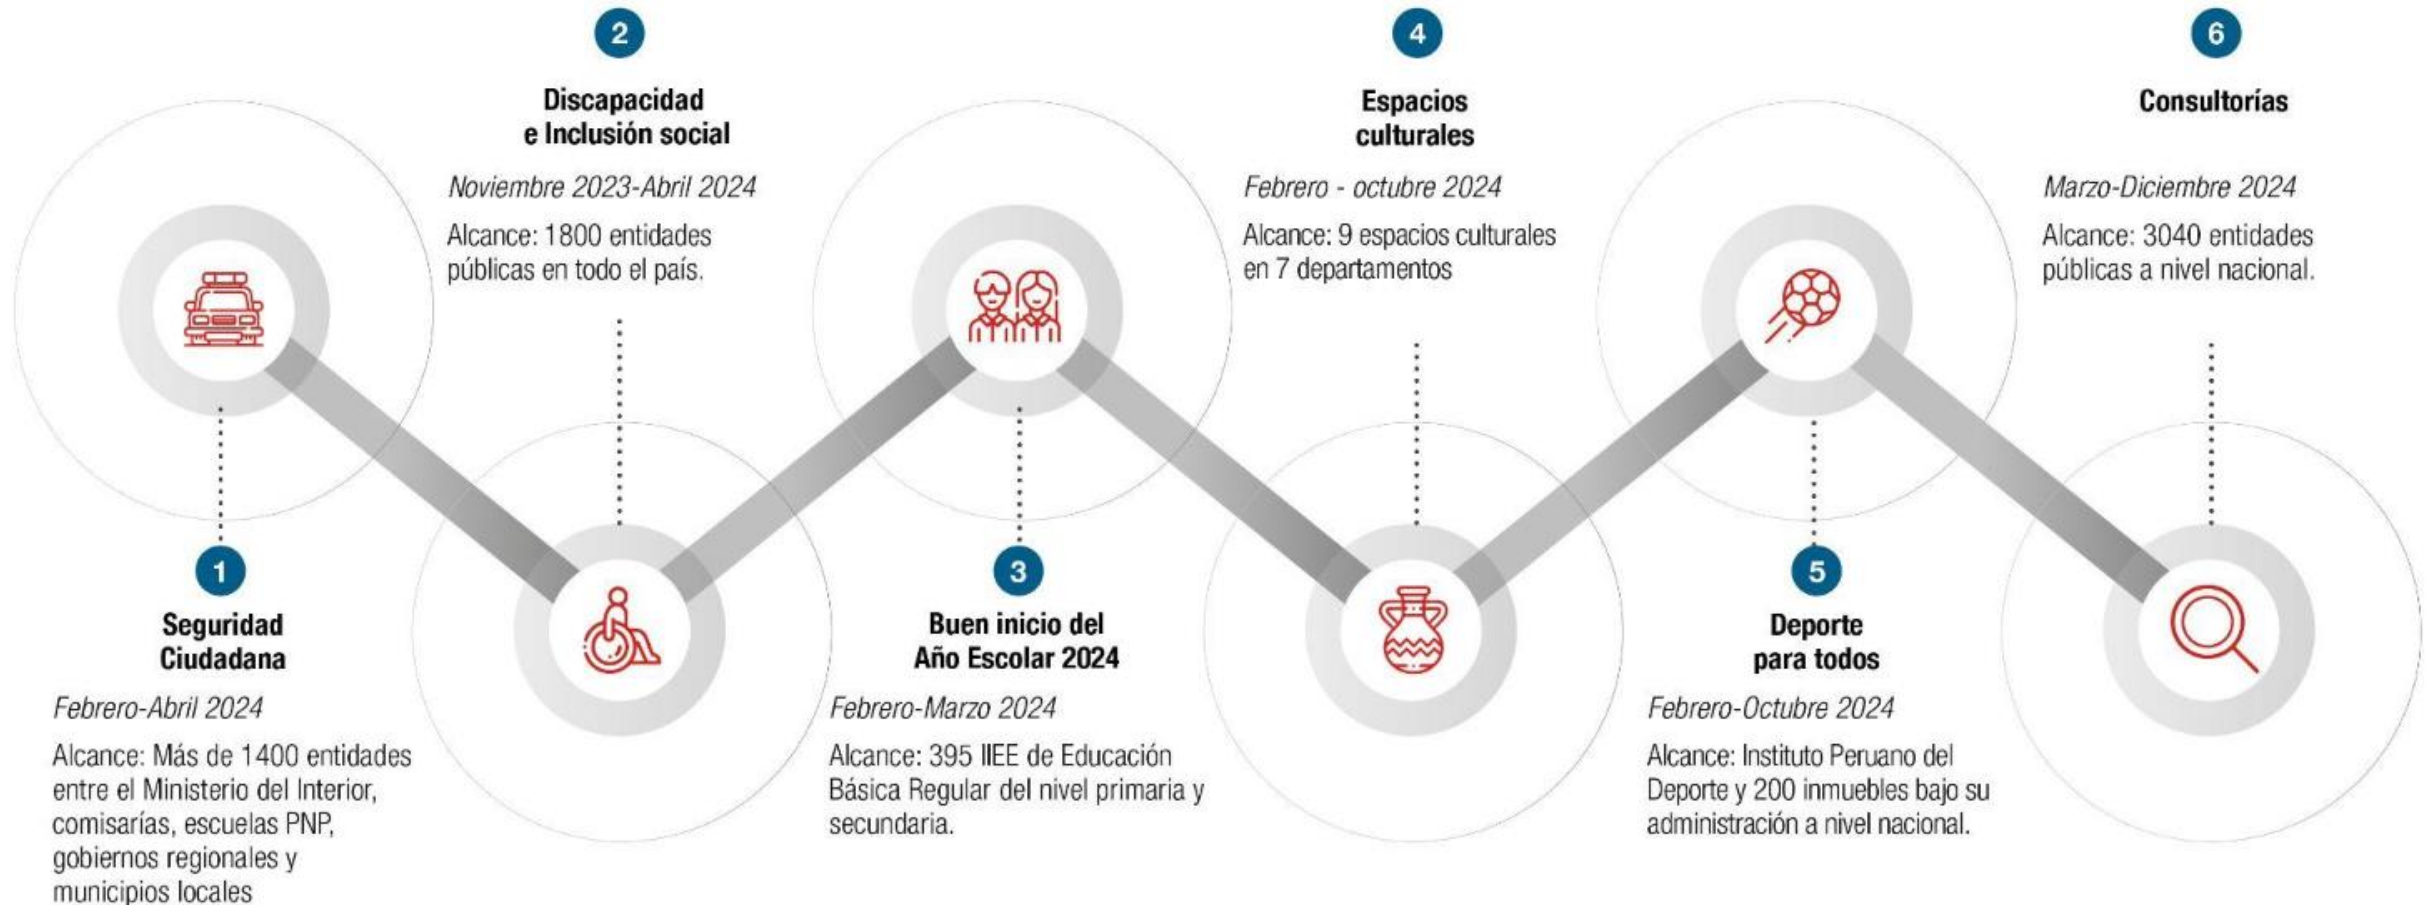 1
Seguridad
Ciudadana
Febrero-Abril 2024
Alcance: Más de 1400 entidades
entre el Ministerio del Interior,
comisarías, escuelas PNP,
gobiernos regionales y
municipios locales
2
Discapacidad
e Inclusión social
Noviembre 2023-Abril 2024
Alcance: 1800 entidades
públicas en todo el país.
3
Buen inicio del
Año Escolar 2024
Febrero-Marzo 2024
Alcance: 395 IIEE de Educación
Básica Regular del nivel primaria y
secundaria.
4
Espacios
culturales
Febrero - octubre 2024
Alcance: 9 espacios culturales
en 7 departamentos
5
Deporte
para todos
Febrero-Octubre 2024
Alcance: Instituto Peruano del
Deporte y 200 inmuebles bajo su
administración a nivel nacional.
6
Consultorías
Marzo-Diciembre 2024
Alcance: 3040 entidades
públicas a nivel nacional.